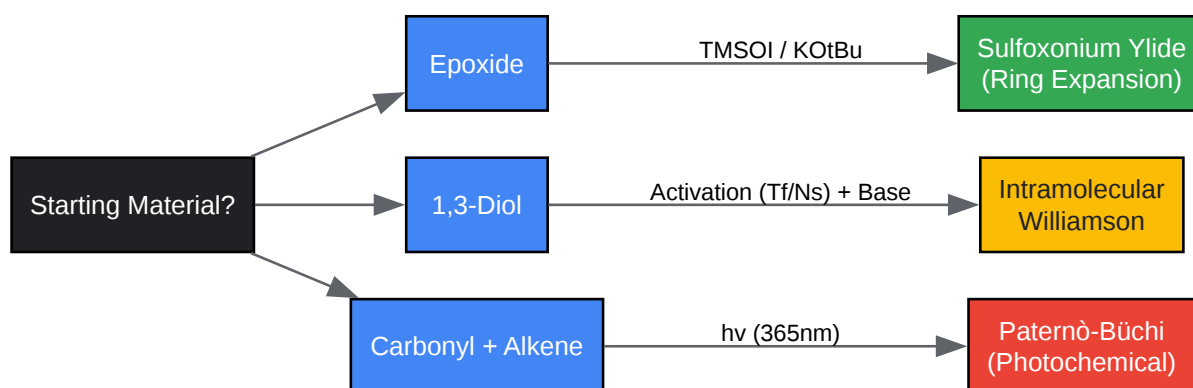 Epoxide
TMSOI / KOtBu
Sulfoxonium Ylide
(Ring Expansion)
Starting Material?
1,3-Diol
Activation (Tf/Ns) + Base
Intramolecular
Williamson
Carbonyl + Alkene
hv (365nm)
Paternò-Büchi
(Photochemical)